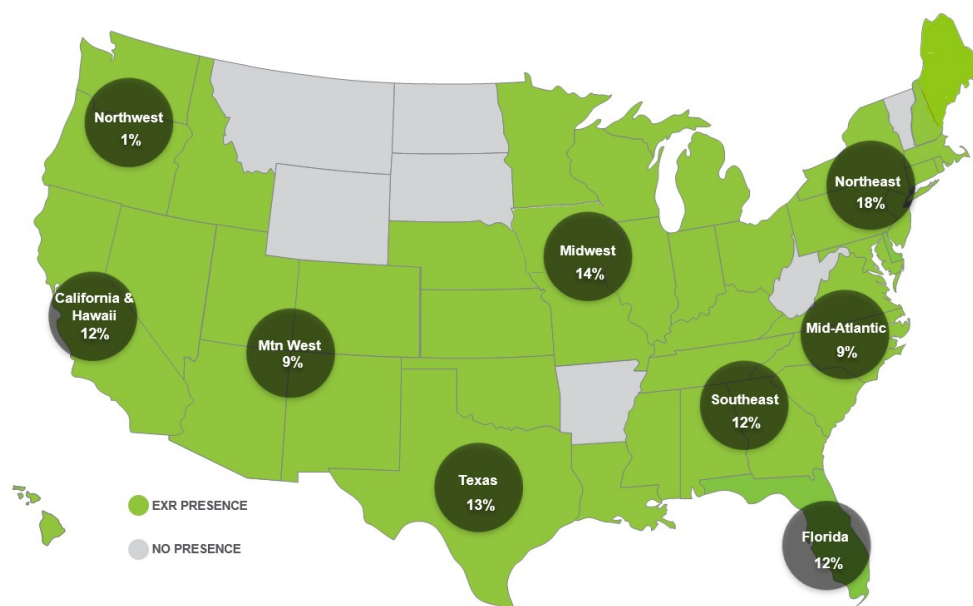 Northwest
1%
Northeast
18%
Midwest
14%
California &
Hawaii
12%
Mtn West
9%
Mid-Atlantic
9%
Southeast
12%
Texas
13%
Florida
12%
EXR PRESENCE
NO PRESENCE